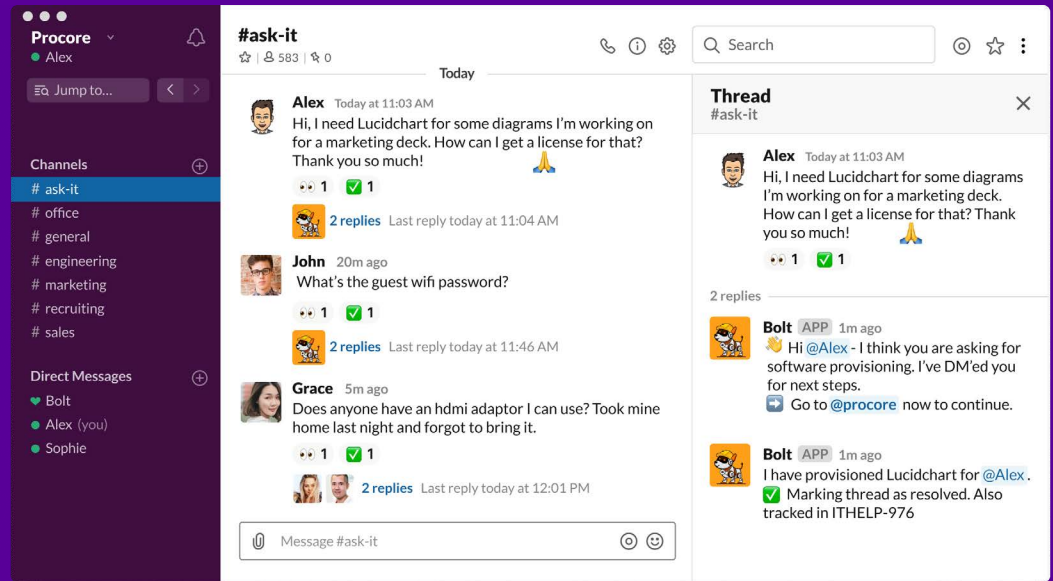 Procore
Alex
Jump to...
Channels
# ask-it
# office
# general
# engineering
# marketing
# recruiting
# sales
Direct Messages
Bolt
Alex (you)
Sophie
#ask-it
583 | 0
Today
Alex Today at 11:03 AM
Hi, I need Lucidchart for some diagrams I'm working on
for a marketing deck. How can I get a license for that?
Thank you so much!
1 1
2 replies Last reply today at 11:04 AM
John 20m ago
What's the guest wifi password?
1 1
2 replies Last reply today at 11:46 AM
Grace 5m ago
Does anyone have an hdmi adaptor I can use? Took mine
home last night and forgot to bring it.
1 1
2 replies Last reply today at 12:01 PM
Message #ask-it
Search
Thread
#ask-it
Alex Today at 11:03 AM
Hi, I need Lucidchart for some diagrams
I'm working on for a marketing deck.
How can I get a license for that? Thank
you so much!
1 1
2 replies
Bolt APP 1m ago
Hi @Alex - I think you are asking for
software provisioning. I've DM'ed you
for next steps.
Go to @procore now to continue.
Bolt APP 1m ago
I have provisioned Lucidchart for @Alex.
Marking thread as resolved. Also
tracked in ITHELP-976